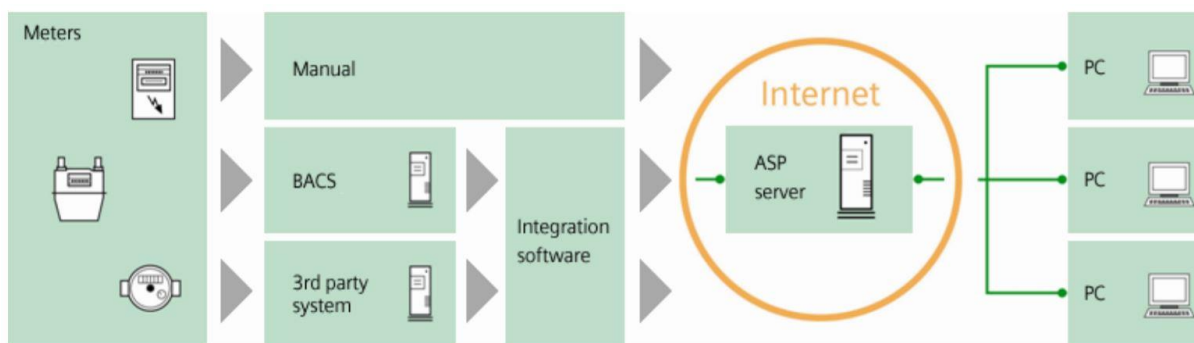 Meters
Manual
BACS
3rd party
system
Integration
software
Internet
ASP
server
PC
PC
PC